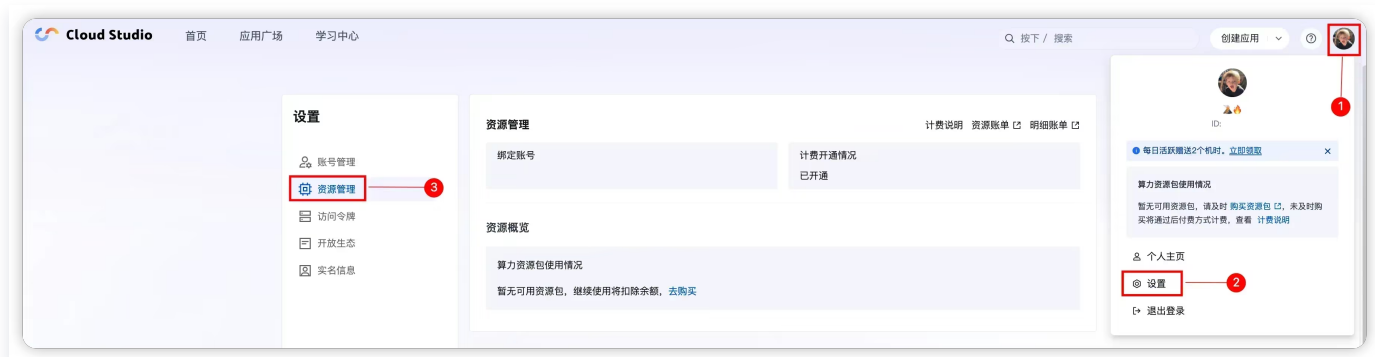 Cloud Studio 首页 应用广场 学习中心 按下 / 搜索 创建应用
1
ID:
每日活跃赠送2个机时。立即领取
算力资源包使用情况
暂无可用资源包，请及时 购买资源包，未及时购
买将通过后付费方式计费，查看 计费说明
个人主页
设置 2
退出登录
设置
账号管理
资源管理 3
访问令牌
开放生态
实名信息
资源管理 计费说明 资源账单 明细账单
绑定账号
计费开通情况
已开通
资源概览
算力资源包使用情况
暂无可用资源包，继续使用将扣除余额，去购买